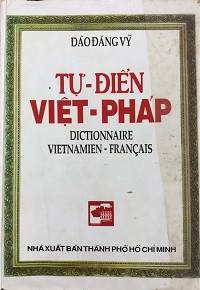 ĐÀO ĐĂNG VỸ
TỰ-ĐIỂN
VIỆT-PHÁP
DICTIONNAIRE
VIETNAMIEN - FRANÇAIS
NHÀ XUẤT BẢN THÀNH PHỐ HỒ CHÍ MINH